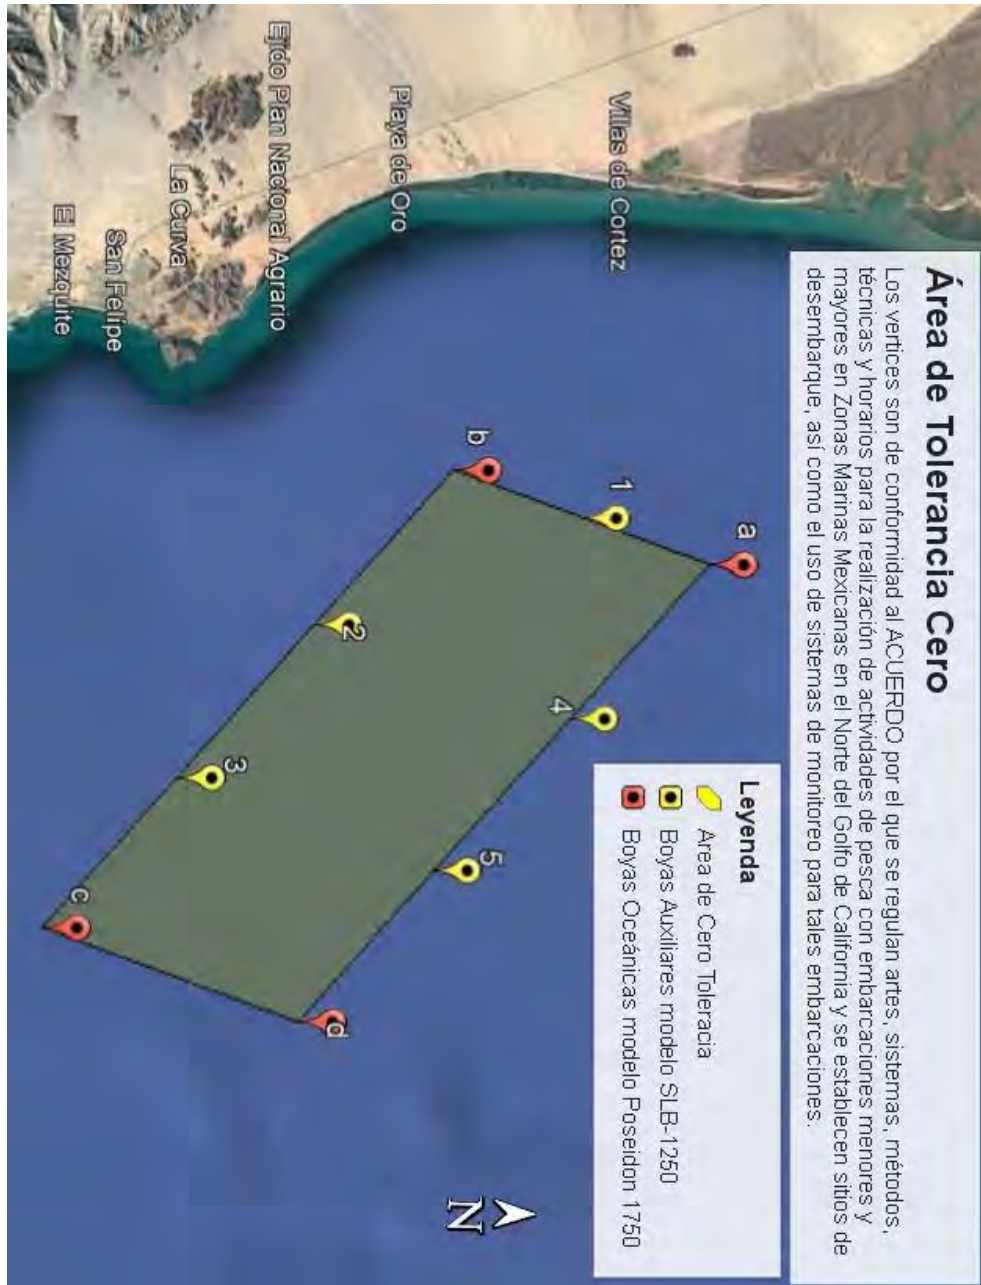 Área de Tolerancia Cero
Los vertices son de conformidad al ACUERDO por el que se regulan artes, sistemas, métodos,
técnicas y horarios para la realización de actividades de pesca con embarcaciones menores y
mayores en Zonas Marinas Mexicanas en el Norte del Golfo de California y se establecen sitios de
desembarque, así como el uso de sistemas de monitoreo para tales embarcaciones.
Leyenda
Area de Cero Toleracia
Boyas Auxiliares modelo SLB-1250
Boyas Oceánicas modelo Poseidon 1750
Villas de Cortez
Playa de Oro
Ejido Plan Nacional Agrario
La Curva
San Felipe
El Mezquite
a
1
b
4
2
5
3
d
c
N